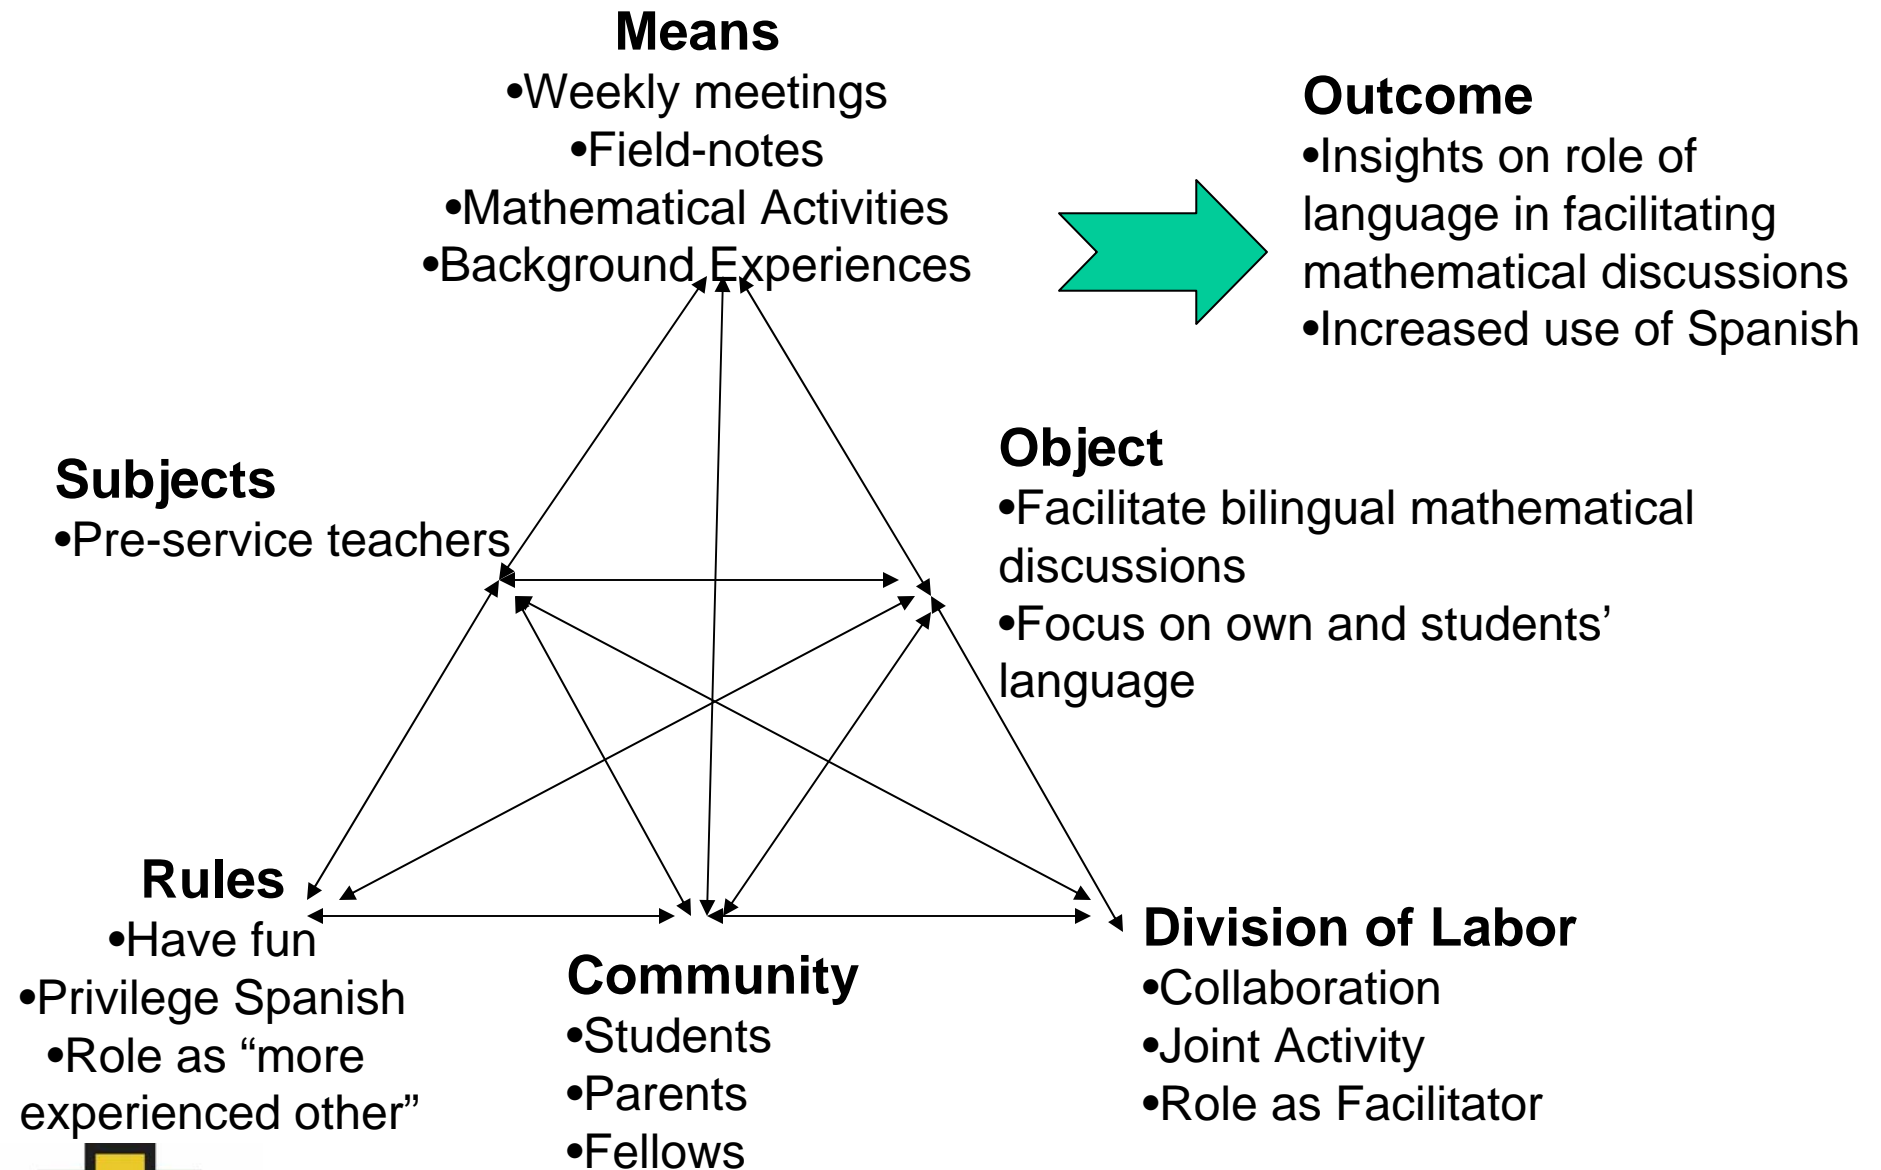 Means
•Weekly meetings
•Field-notes
•Mathematical Activities
•Background Experiences
Outcome
•Insights on role of
language in facilitating
mathematical discussions
•Increased use of Spanish
Subjects
•Pre-service teachers
Object
•Facilitate bilingual mathematical
discussions
•Focus on own and students’
language
Rules
•Have fun
•Privilege Spanish
•Role as “more
experienced other”
Community
•Students
•Parents
•Fellows
Division of Labor
•Collaboration
•Joint Activity
•Role as Facilitator